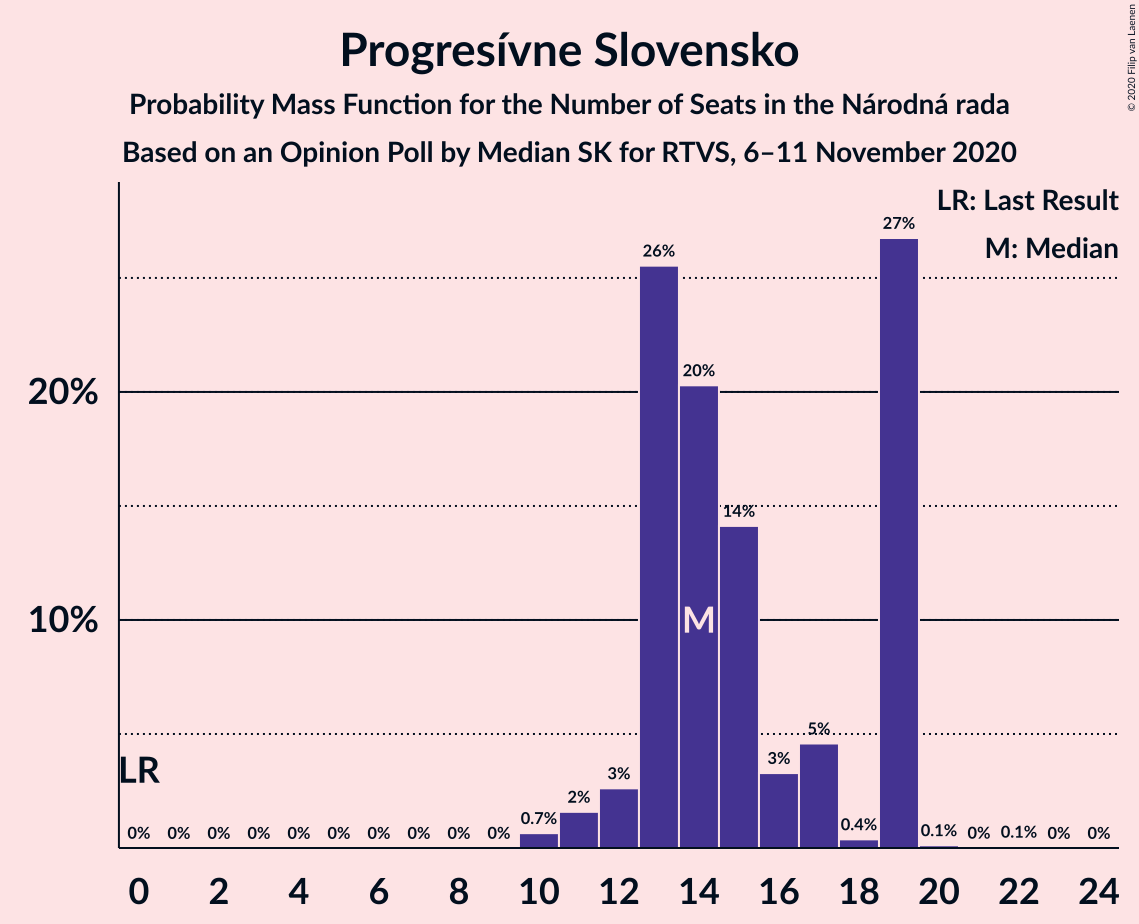 Progresívne Slovensko
Probability Mass Function for the Number of Seats in the Národná rada
Based on an Opinion Poll by Median SK for RTVS, 6–11 November 2020
© 2020 Filip van Laenen
LR: Last Result
M: Median
20%
10%
LR
M
0% 0% 0% 0% 0% 0% 0% 0% 0% 0% 0.7% 2% 3% 26% 20% 14% 3% 5% 0.4% 27% 0.1% 0% 0.1% 0% 0%
0 2 4 6 8 10 12 14 16 18 20 22 24